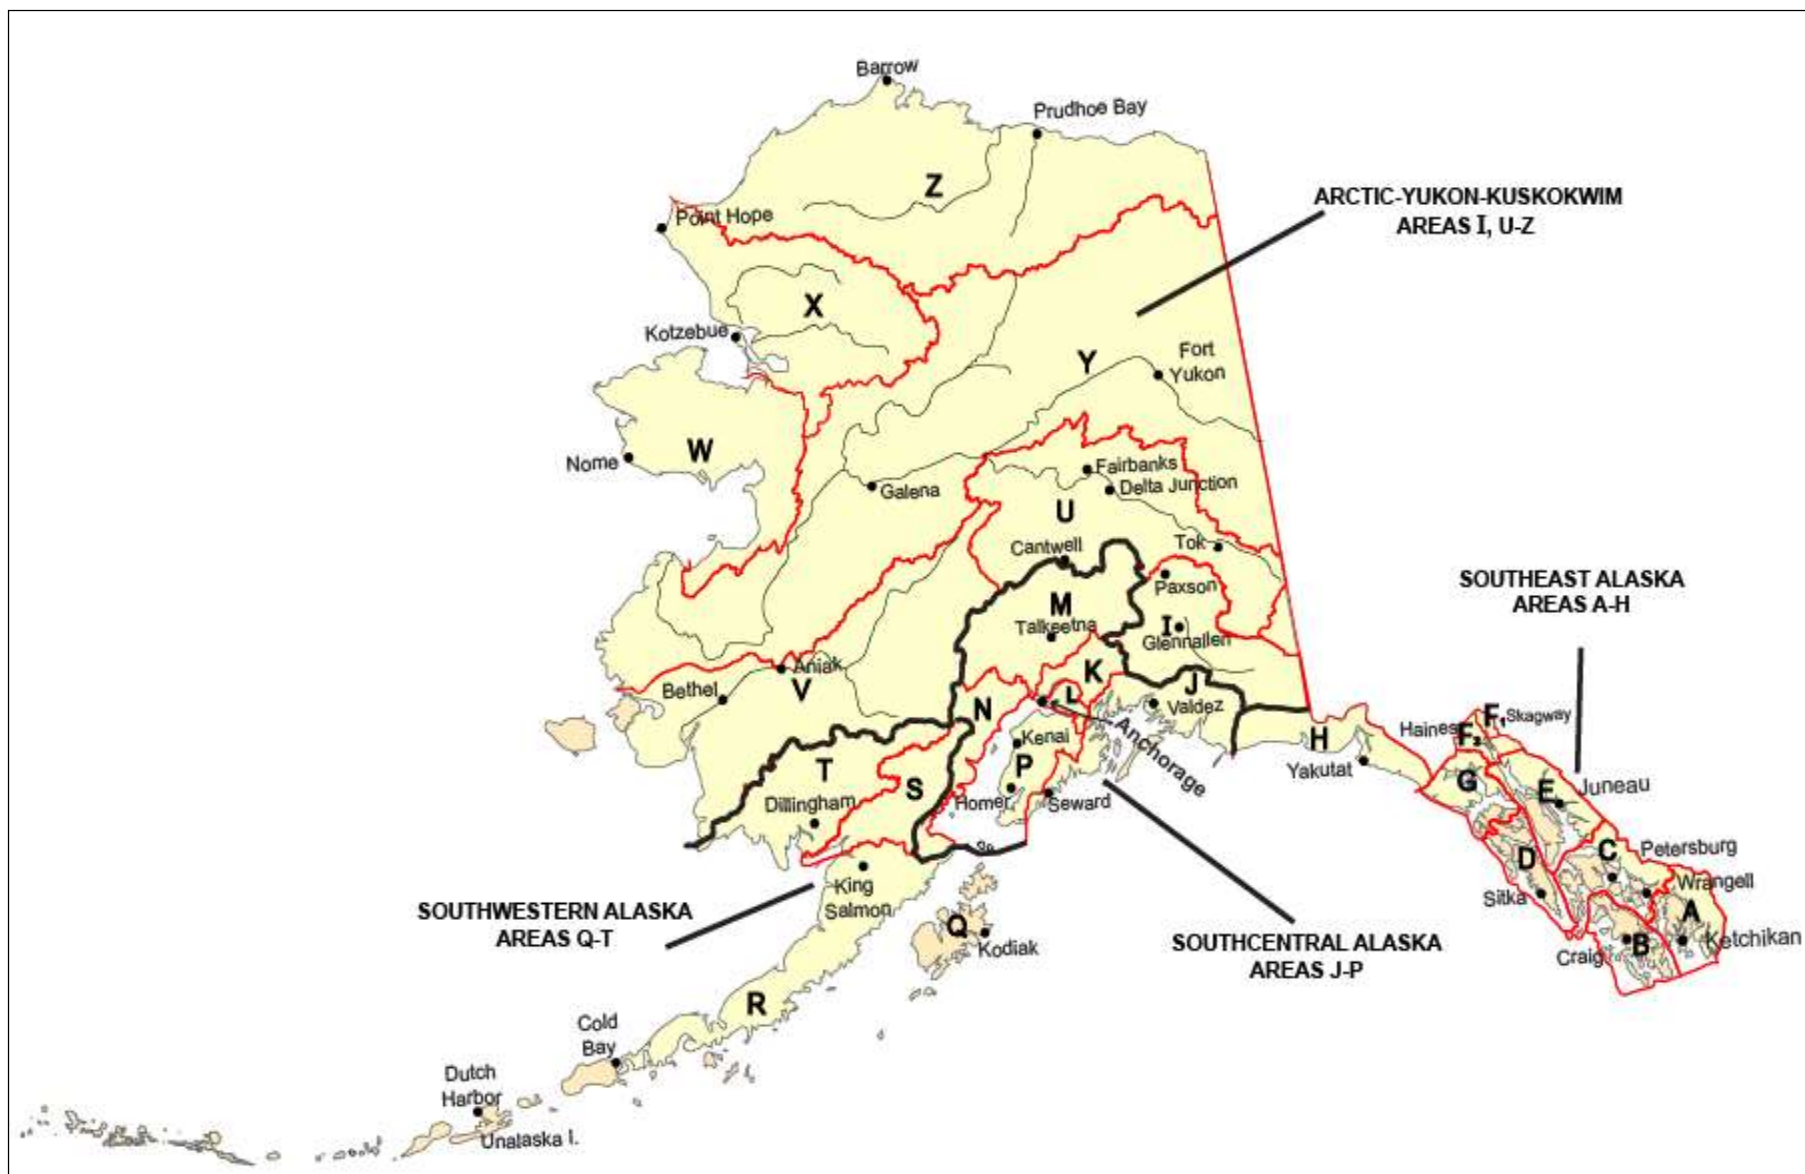 Barrow
Prudhoe Bay
Z
ARCTIC-YUKON-KUSKOKWIM
AREAS I, U-Z
Point Hope
X
Kotzebue
Y
Fort
Yukon
W
Nome
Galena
Fairbanks
Delta Junction
U
Cantwell
Tok
Paxson
SOUTHEAST ALASKA
AREAS A-H
M
Talkeetna
I
Glennallen
Aniak
V
Bethel
K
L
J
Valdez
N
Anchorage
Kenai
P
Homer
Seward
H
Yakutat
Haines
F1
Skagway
F2
G
E
Juneau
T
S
Dillingham
C
Petersburg
D
Sitka
Wrangell
A
Ketchikan
B
Craig
King
Salmon
SOUTHWESTERN ALASKA
AREAS Q-T
Q
Kodiak
SOUTHCENTRAL ALASKA
AREAS J-P
R
Cold
Bay
Dutch
Harbor
Unalaska I.